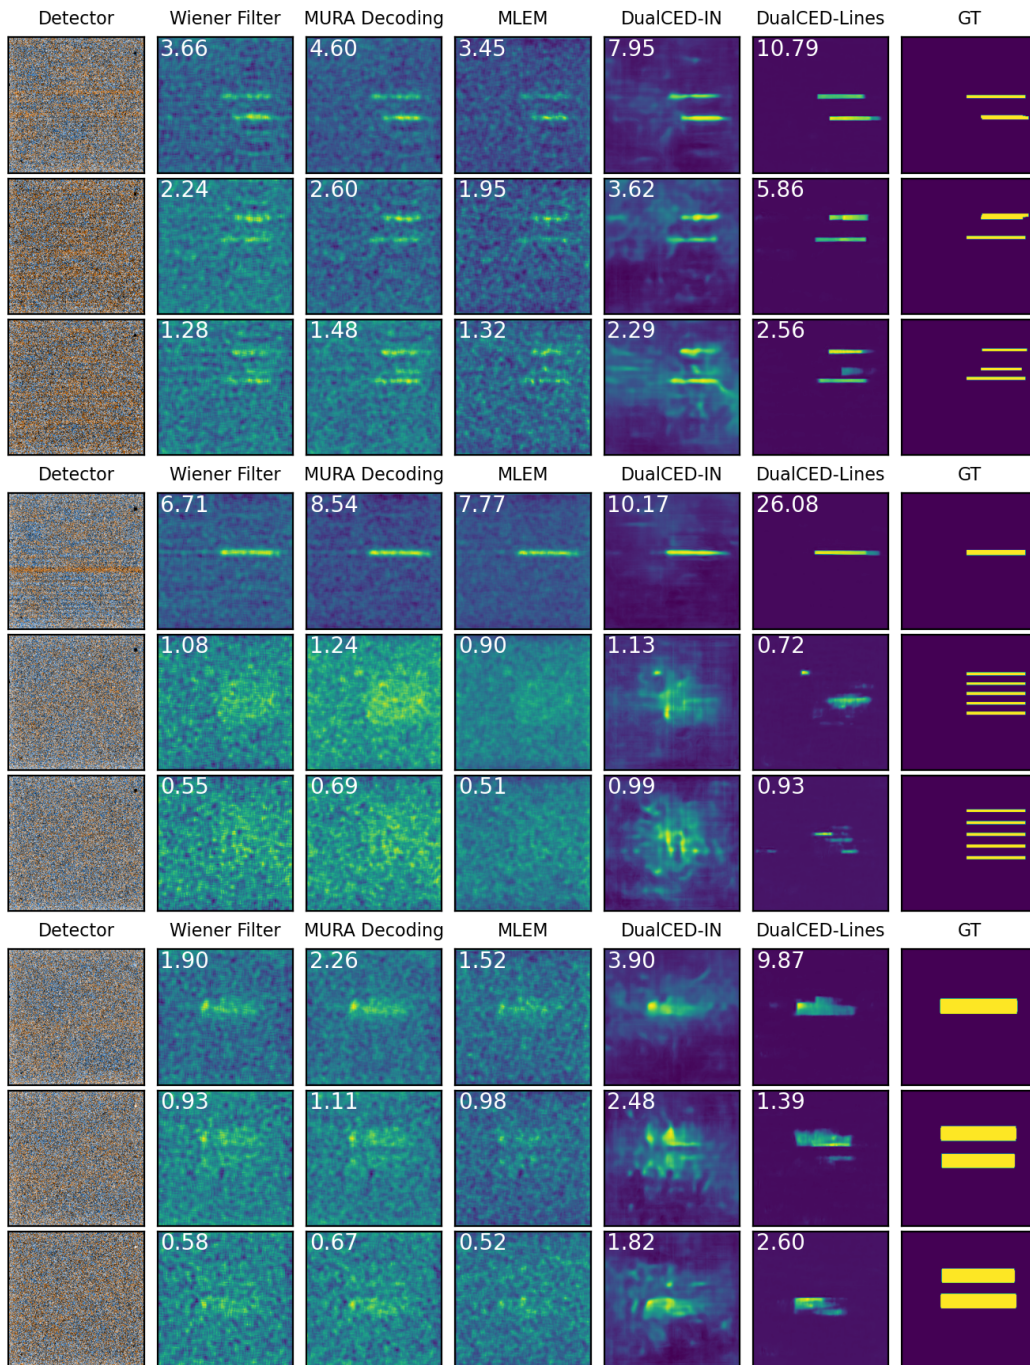 Detector Wiener Filter MURA Decoding MLEM DualCED-IN DualCED-Lines GT
3.66 4.60 3.45 7.95 10.79
2.24 2.60 1.95 3.62 5.86
1.28 1.48 1.32 2.29 2.56
Detector Wiener Filter MURA Decoding MLEM DualCED-IN DualCED-Lines GT
6.71 8.54 7.77 10.17 26.08
1.08 1.24 0.90 1.13 0.72
0.55 0.69 0.51 0.99 0.93
Detector Wiener Filter MURA Decoding MLEM DualCED-IN DualCED-Lines GT
1.90 2.26 1.52 3.90 9.87
0.93 1.11 0.98 2.48 1.39
0.58 0.67 0.52 1.82 2.60